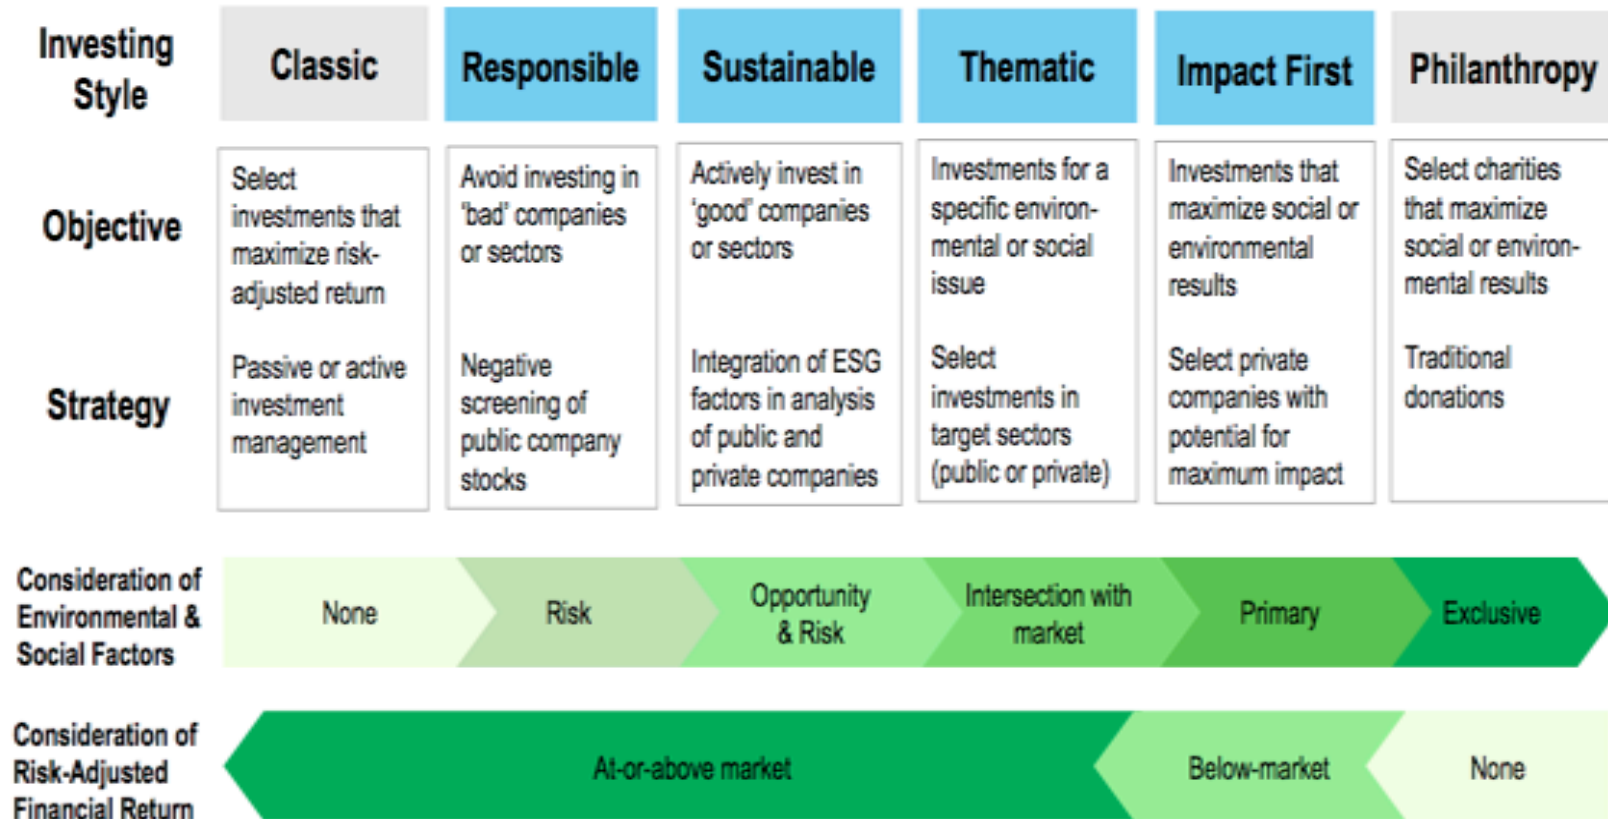 Investing
Style
Classic
Responsible
Sustainable
Thematic
Impact First
Philanthropy
Objective
Select
investments that
maximize risk-
adjusted return
Avoid investing in
‘bad’ companies
or sectors
Actively invest in
‘good’ companies
or sectors
Investments for a
specific environ-
mental or social
issue
Investments that
maximize social or
environmental
results
Select charities
that maximize
social or environ-
mental results
Strategy
Passive or active
investment
management
Negative
screening of
public company
stocks
Integration of ESG
factors in analysis
of public and
private companies
Select
investments in
target sectors
(public or private)
Select private
companies with
potential for
maximum impact
Traditional
donations
Consideration of
Environmental &
Social Factors
None
Risk
Opportunity
& Risk
Intersection with
market
Primary
Exclusive
Consideration of
Risk-Adjusted
Financial Return
At-or-above market
Below-market
None